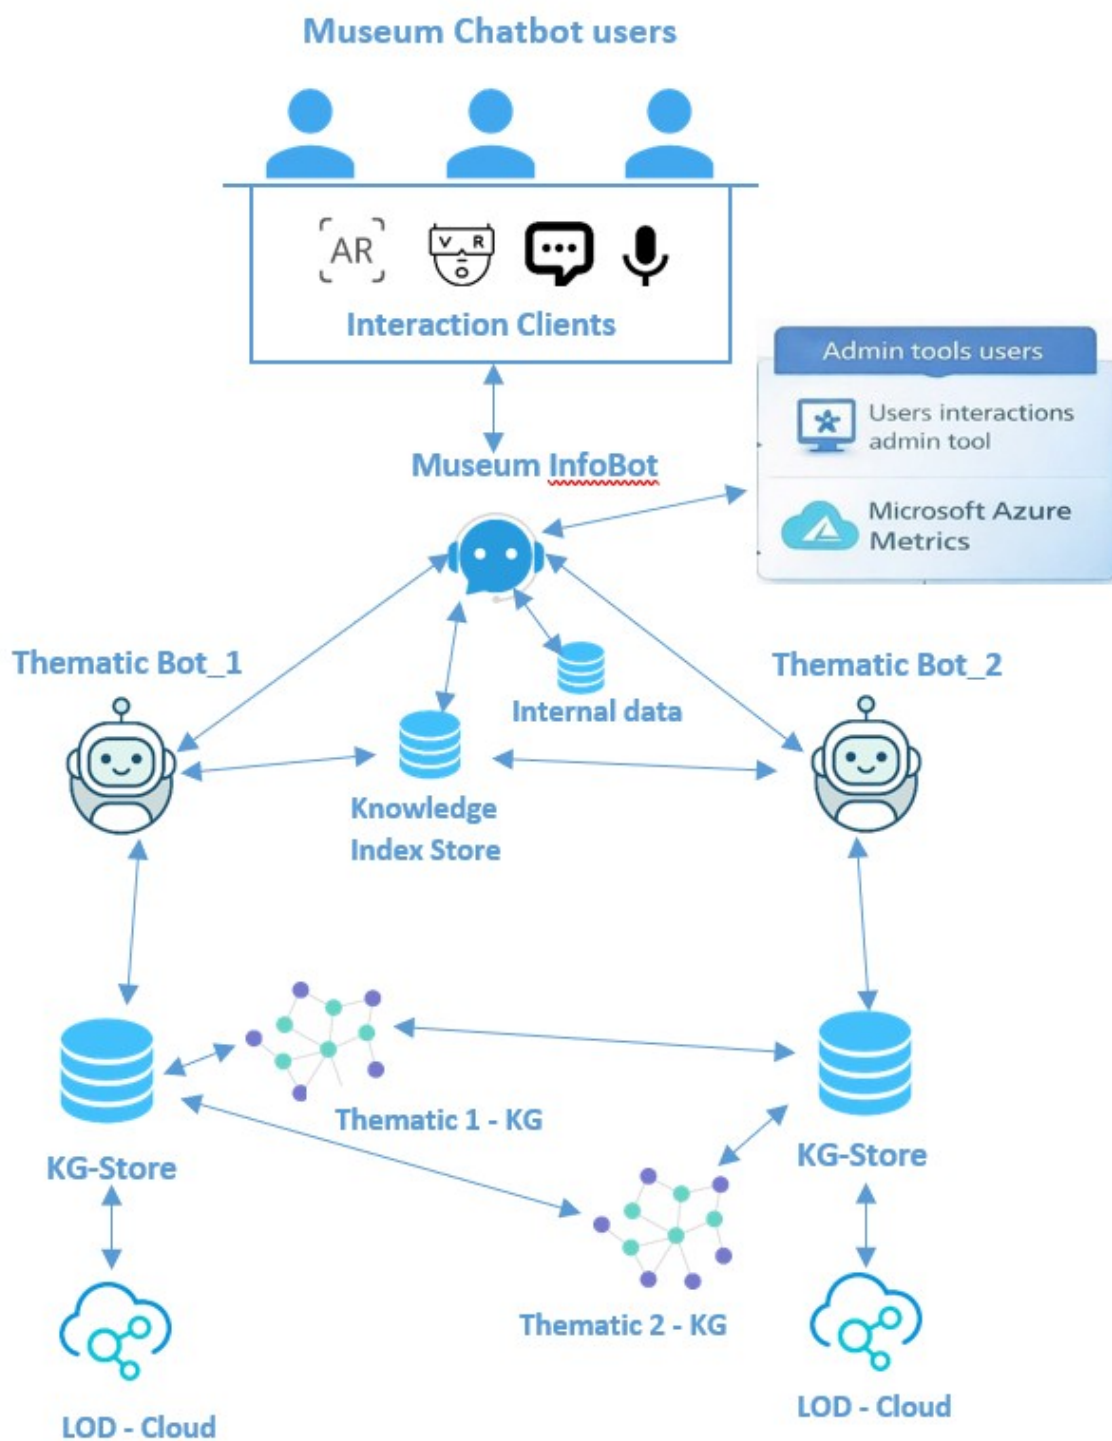 Museum Chatbot users
AR
V R
Interaction Clients
Admin tools users
Users interactions
admin tool
Microsoft Azure
Metrics
Museum InfoBot
Thematic Bot_1
Thematic Bot_2
Internal data
Knowledge
Index Store
Thematic 1 - KG
KG-Store
KG-Store
Thematic 2 - KG
LOD - Cloud
LOD - Cloud